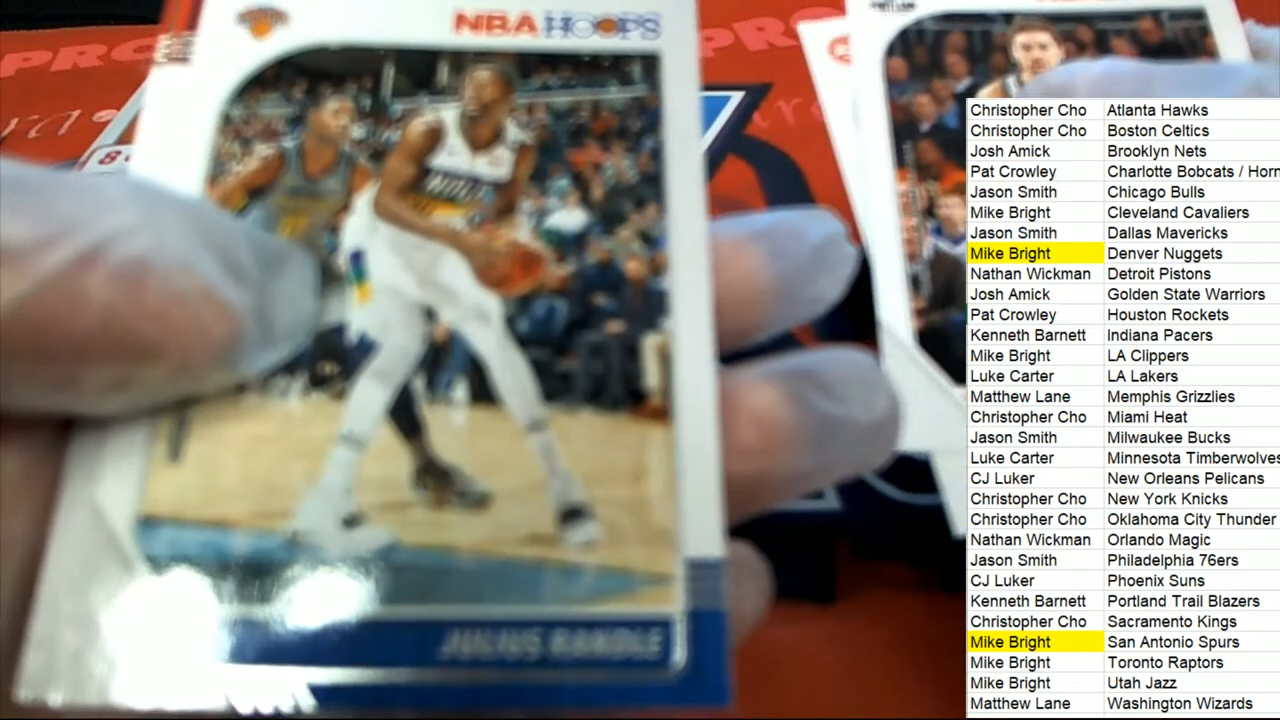 NBA HOOPS
JULIUS RANDLE
Christopher Cho Atlanta Hawks
Christopher Cho Boston Celtics
Josh Amick Brooklyn Nets
Pat Crowley Charlotte Bobcats / Horn
Jason Smith Chicago Bulls
Mike Bright Cleveland Cavaliers
Jason Smith Dallas Mavericks
Mike Bright Denver Nuggets
Nathan Wickman Detroit Pistons
Josh Amick Golden State Warriors
Pat Crowley Houston Rockets
Kenneth Barnett Indiana Pacers
Mike Bright LA Clippers
Luke Carter LA Lakers
Matthew Lane Memphis Grizzlies
Christopher Cho Miami Heat
Jason Smith Milwaukee Bucks
Luke Carter Minnesota Timberwolves
CJ Luker New Orleans Pelicans
Christopher Cho New York Knicks
Christopher Cho Oklahoma City Thunder
Nathan Wickman Orlando Magic
Jason Smith Philadelphia 76ers
CJ Luker Phoenix Suns
Kenneth Barnett Portland Trail Blazers
Christopher Cho Sacramento Kings
Mike Bright San Antonio Spurs
Mike Bright Toronto Raptors
Mike Bright Utah Jazz
Matthew Lane Washington Wizards